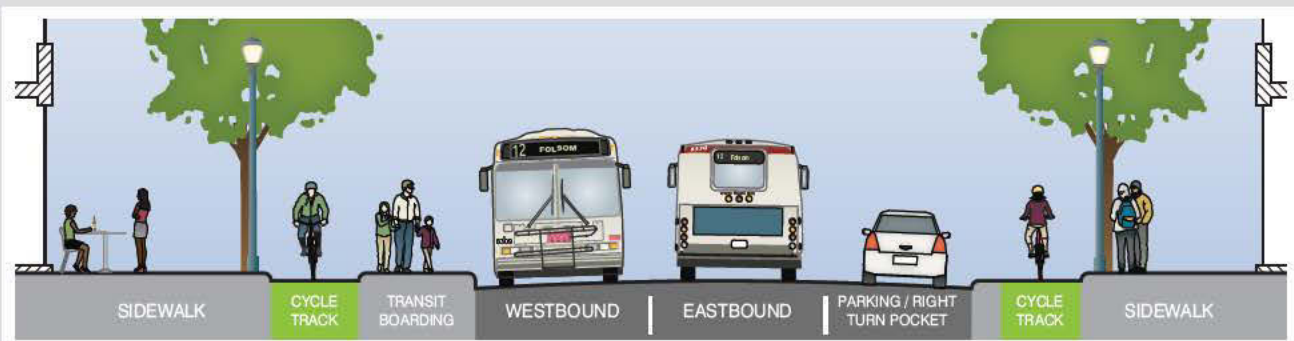 12 FOLSOM
12 Folsom
SIDEWALK
CYCLE
TRACK
TRANSIT
BOARDING
WESTBOUND
EASTBOUND
PARKING / RIGHT
TURN POCKET
CYCLE
TRACK
SIDEWALK